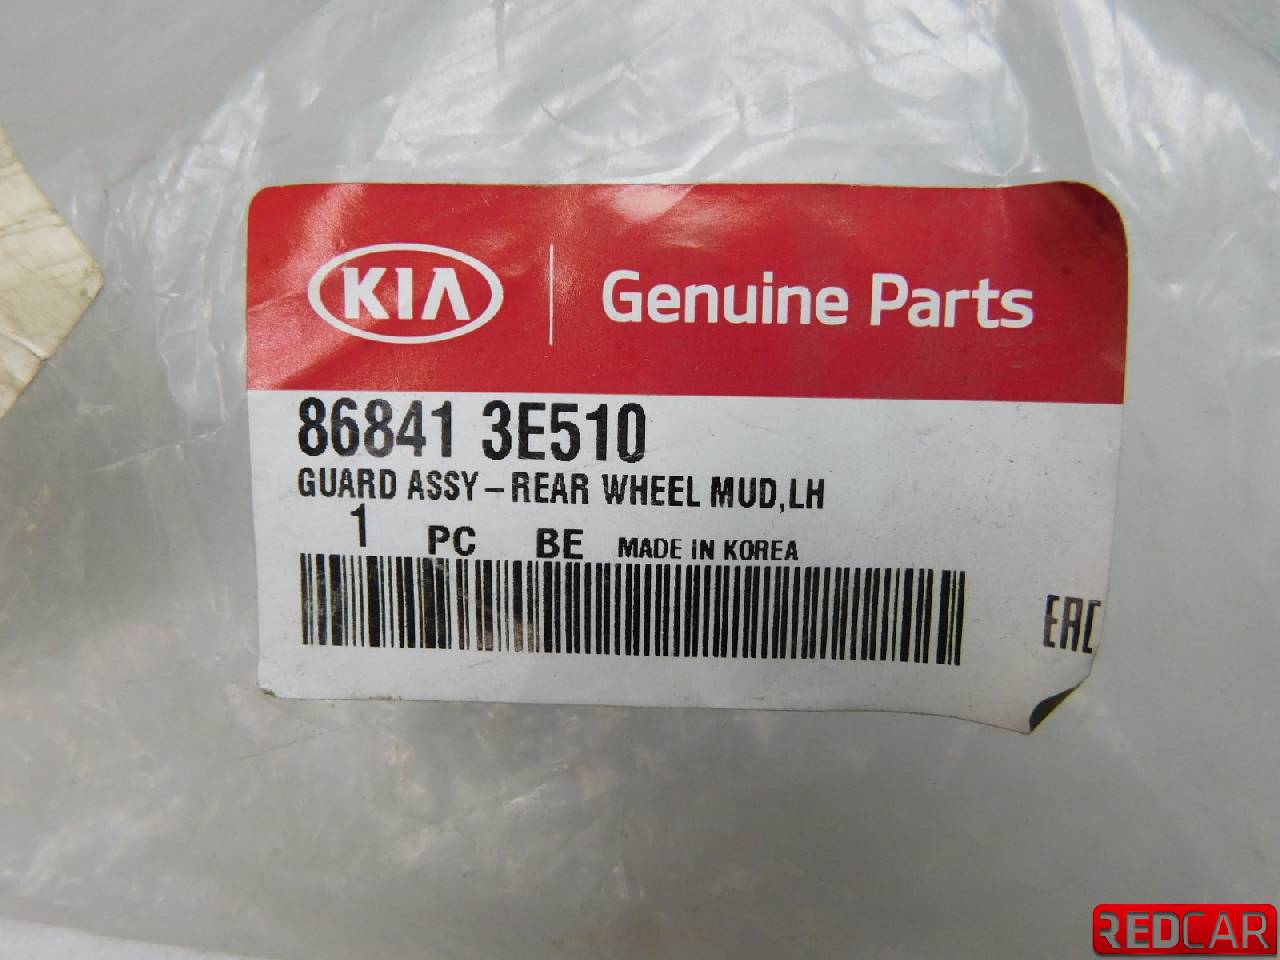 KIA Genuine Parts
86841 3E510
GUARD ASSY-REAR WHEEL MUD,LH
1 PC BE MADE IN KOREA
EAC
REDCAR